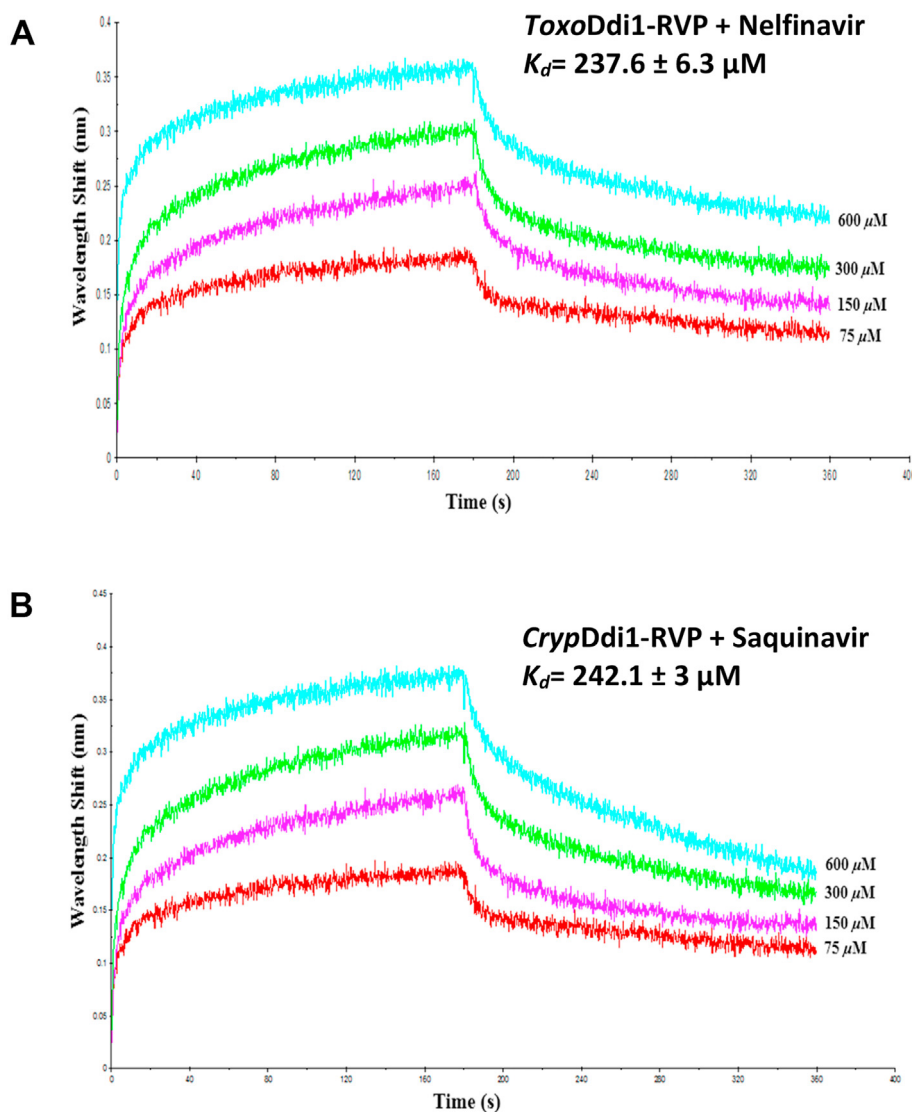 A
ToxoDdi1-RVP + Nelfinavir
Kd= 237.6 ± 6.3 µM
Wavelength Shift (nm)
0.4
0.35
0.3
0.25
0.2
0.15
0.1
0.05
0
600 µM
300 µM
150 µM
75 µM
0 40 80 120 160 200 240 280 320 360 400
Time (s)
B
CrypDdi1-RVP + Saquinavir
Kd= 242.1 ± 3 µM
Wavelength Shift (nm)
0.45
0.4
0.35
0.3
0.25
0.2
0.15
0.1
0.05
0
600 µM
300 µM
150 µM
75 µM
0 40 80 120 160 200 240 280 320 360 400
Time (s)